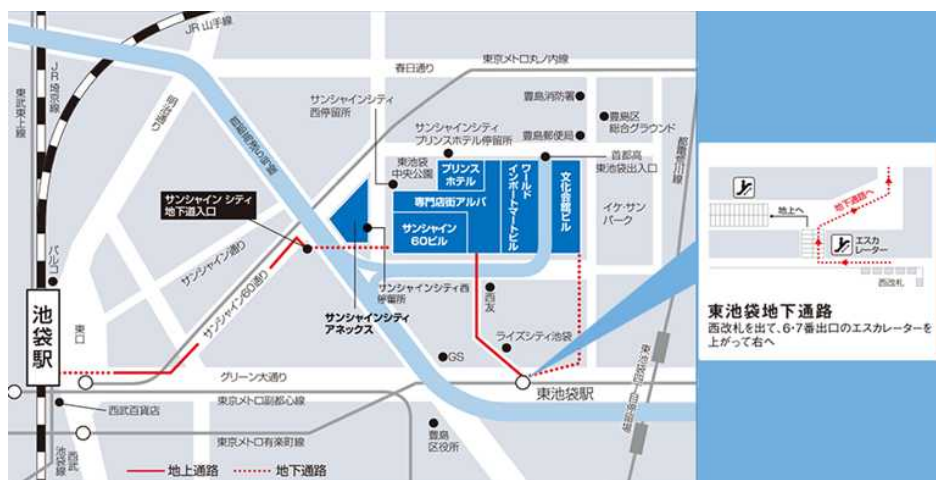 JR 山手線
JR 埼京線
東武東上線
明治通り
春日通り
東京メトロ丸ノ内線
サンシャインシティ
西停留所
サンシャインシティ
プリンスホテル停留所
豊島消防署
豊島郵便局
豊島区
総合グラウンド
都電荒川線
首都高
東池袋出入口
東池袋
中央公園
プリンス
ホテル
ワールド
インポートマートビル
文化会館ビル
専門店街アルパ
サンシャイン
60ビル
イケ・サン
パーク
サンシャイン シティ
地下道入口
首都高速5号線
サンシャイン通り
サンシャイン60通り
サンシャインシティ西
停留所
サンシャインシティ
アネックス
西友
ライズシティ池袋
GS
パルコ
池袋駅
東口
グリーン大通り
東池袋駅
東池袋四丁目停留場
西武百貨店
東京メトロ副都心線
東京メトロ有楽町線
豊島
区役所
西武
池袋線
地上通路
地下通路
地上へ
地下通路へ
エスカ
レーター
西改札
東池袋地下通路
西改札を出て、6・7番出口のエスカレーターを
上がって右へ